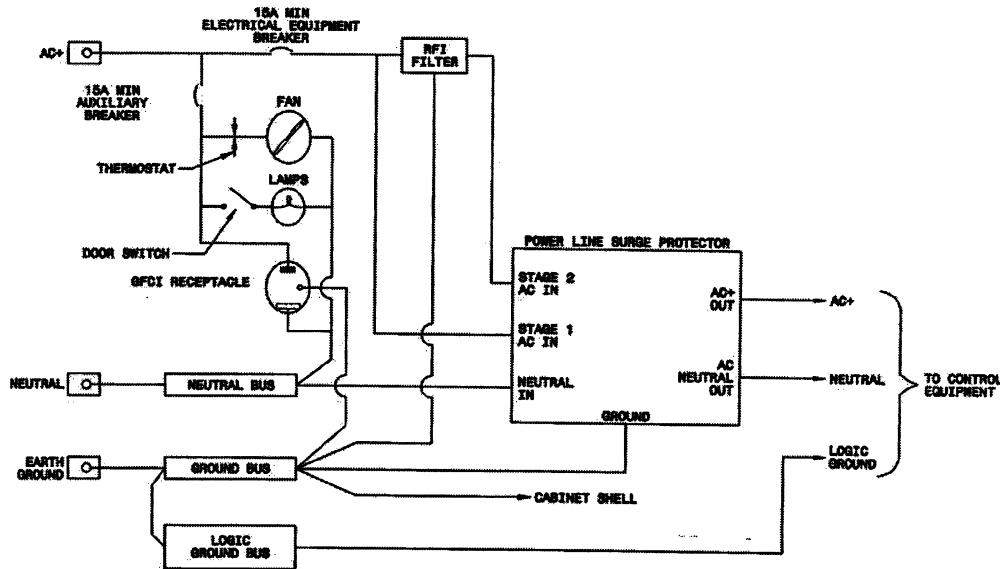 15A MIN
ELECTRICAL EQUIPMENT
BREAKER
AC+
RFI
FILTER
15A MIN
AUXILIARY
BREAKER
FAN
THERMOSTAT
LAMPS
DOOR SWITCH
GFCI RECEPTACLE
POWER LINE SURGE PROTECTOR
STAGE 2
AC IN
AC+
OUT
AC+
STAGE 1
AC IN
NEUTRAL
NEUTRAL BUS
NEUTRAL
IN
AC
NEUTRAL
OUT
NEUTRAL
TO CONTROL
EQUIPMENT
GROUND
EARTH
GROUND
GROUND BUS
LOGIC
GROUND
CABINET SHELL
LOGIC
GROUND BUS